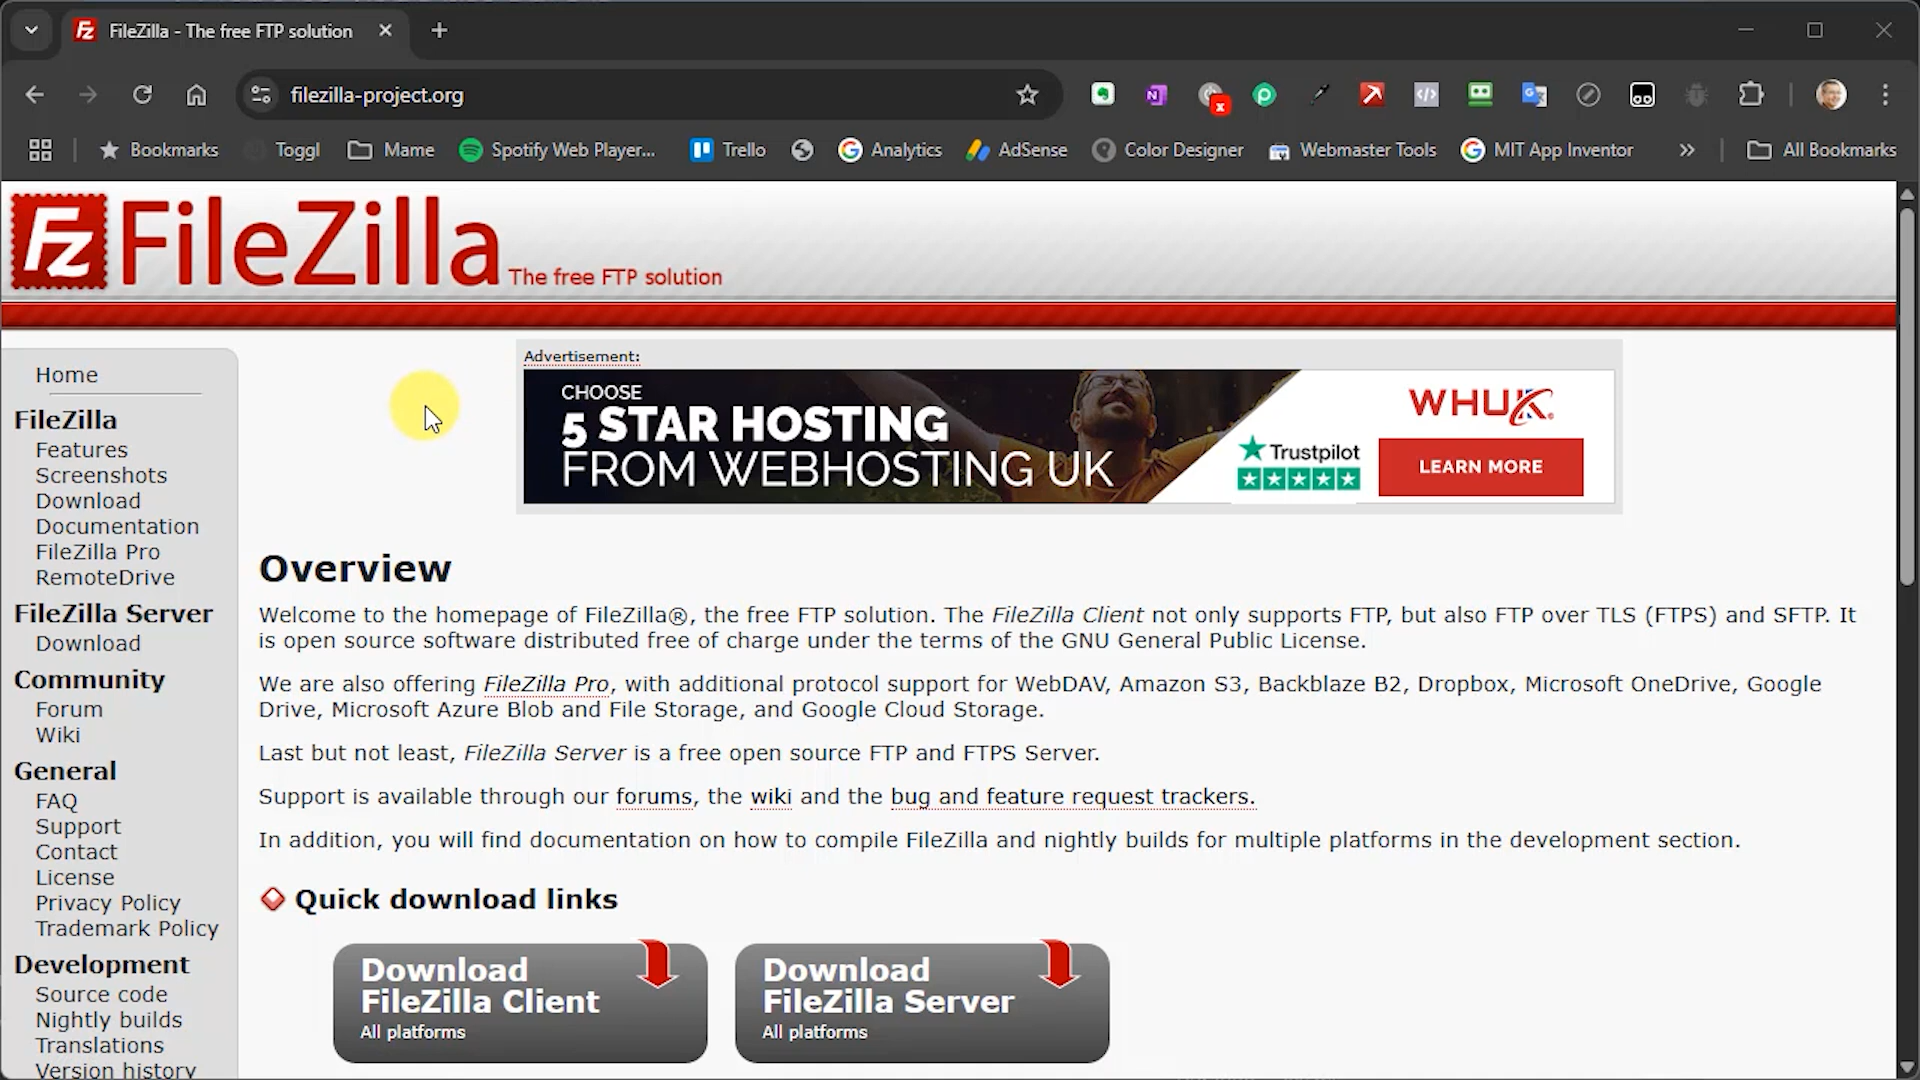 FileZilla - The free FTP solution
filezilla-project.org
Bookmarks
Toggl
Mame
Spotify Web Player...
Trello
Analytics
AdSense
Color Designer
Webmaster Tools
MIT App Inventor
All Bookmarks
Fz FileZilla The free FTP solution
Home
FileZilla
Features
Screenshots
Download
Documentation
FileZilla Pro
RemoteDrive
FileZilla Server
Download
Community
Forum
Wiki
General
FAQ
Support
Contact
License
Privacy Policy
Trademark Policy
Development
Source code
Nightly builds
Translations
Version history
Advertisement:
CHOOSE
5 STAR HOSTING
FROM WEBHOSTING UK
Trustpilot
WHUK
LEARN MORE
Overview
Welcome to the homepage of FileZilla®, the free FTP solution. The FileZilla Client not only supports FTP, but also FTP over TLS (FTPS) and SFTP. It
is open source software distributed free of charge under the terms of the GNU General Public License.
We are also offering FileZilla Pro, with additional protocol support for WebDAV, Amazon S3, Backblaze B2, Dropbox, Microsoft OneDrive, Google
Drive, Microsoft Azure Blob and File Storage, and Google Cloud Storage.
Last but not least, FileZilla Server is a free open source FTP and FTPS Server.
Support is available through our forums, the wiki and the bug and feature request trackers.
In addition, you will find documentation on how to compile FileZilla and nightly builds for multiple platforms in the development section.
Quick download links
Download
FileZilla Client
All platforms
Download
FileZilla Server
All platforms